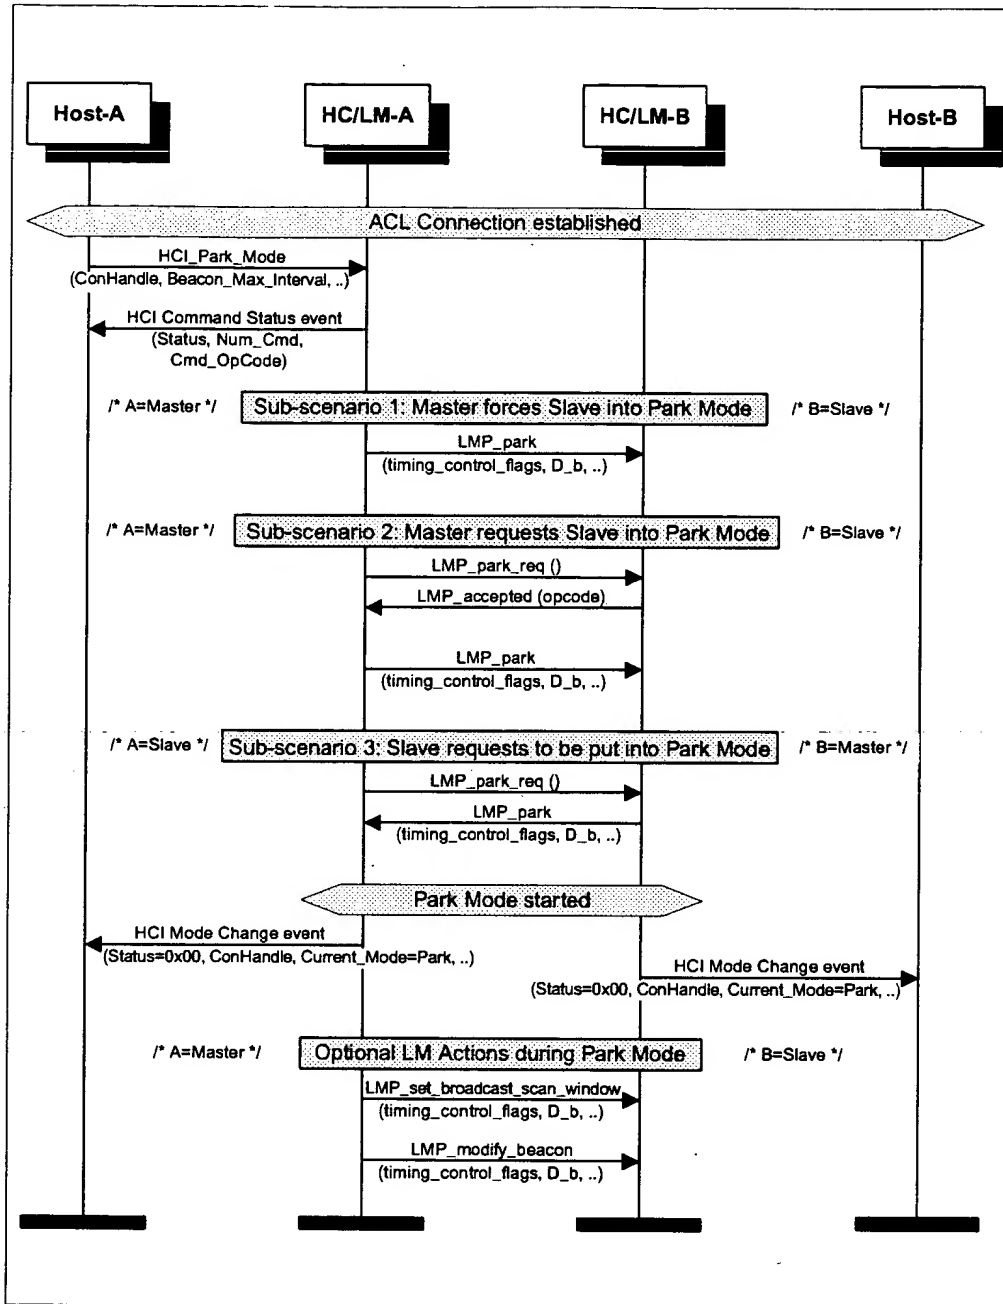 Host-A
HC/LM-A
HC/LM-B
Host-B
ACL Connection established
HCI_Park_Mode
(ConHandle, Beacon_Max_Interval, ..)
HCI Command Status event
(Status, Num_Cmd,
Cmd_OpCode)
/* A=Master */
Sub-scenario 1: Master forces Slave into Park Mode
/* B=Slave */
LMP_park
(timing_control_flags, D_b, ..)
/* A=Master */
Sub-scenario 2: Master requests Slave into Park Mode
/* B=Slave */
LMP_park_req ()
LMP_accepted (opcode)
LMP_park
(timing_control_flags, D_b, ..)
/* A=Slave */
Sub-scenario 3: Slave requests to be put into Park Mode
/* B=Master */
LMP_park_req ()
LMP_park
(timing_control_flags, D_b, ..)
Park Mode started
HCI Mode Change event
(Status=0x00, ConHandle, Current_Mode=Park, ..)
HCI Mode Change event
(Status=0x00, ConHandle, Current_Mode=Park, ..)
/* A=Master */
Optional LM Actions during Park Mode
/* B=Slave */
LMP_set_broadcast_scan_window
(timing_control_flags, D_b, ..)
LMP_modify_beacon
(timing_control_flags, D_b, ..)